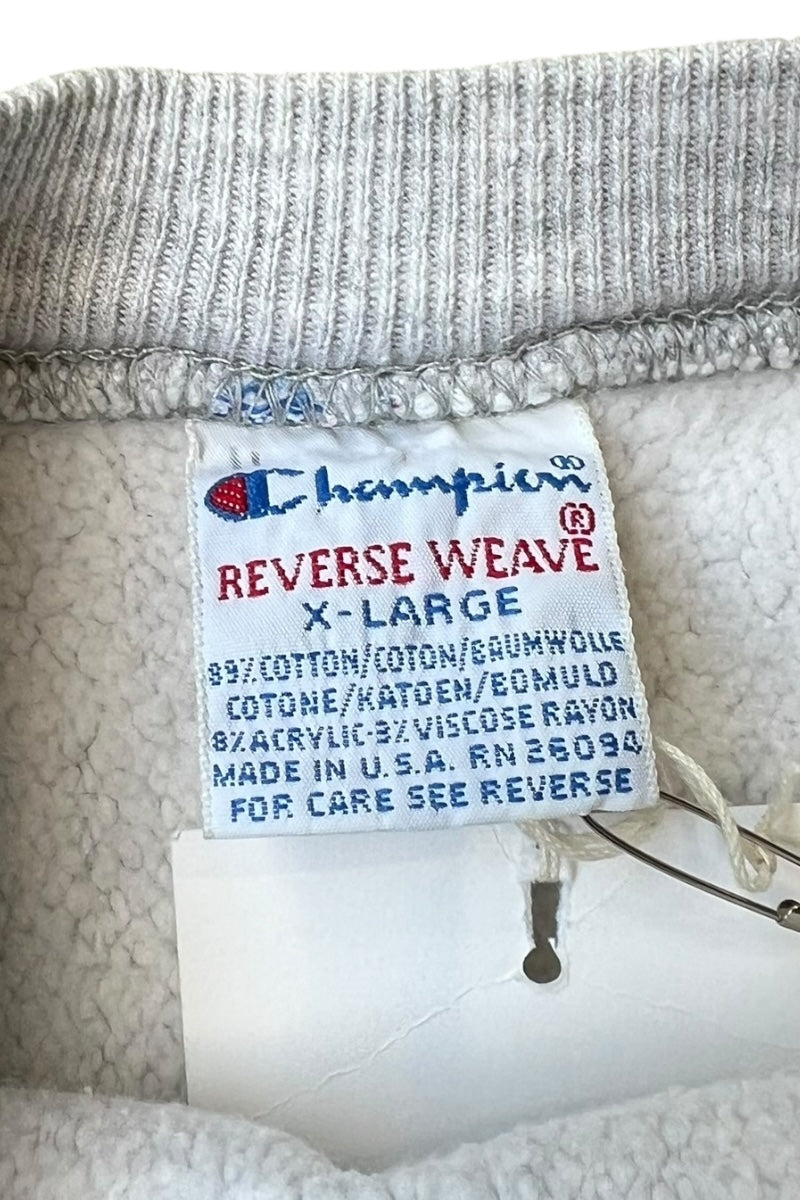 Champion®
REVERSE WEAVE®
X-LARGE
89% COTTON/COTON/BAUMWOLLE
COTONE/KATOEN/BOMULD
8% ACRYLIC-3% VISCOSE RAYON
MADE IN U.S.A. RN 26094
FOR CARE SEE REVERSE